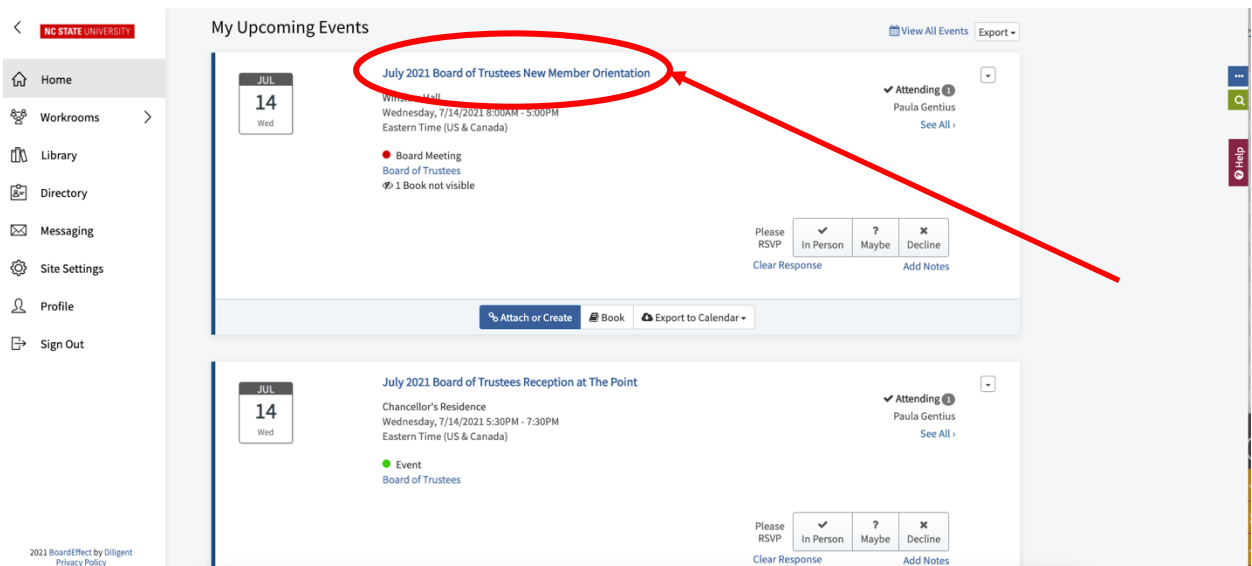 NC STATE UNIVERSITY
Home
Workrooms
Library
Directory
Messaging
Site Settings
Profile
Sign Out
2021 BoardEffect by Diligent
Privacy Policy
My Upcoming Events
View All Events
Export
JUL
14
Wed
July 2021 Board of Trustees New Member Orientation
Hall
Wednesday, 7/14/2021 8:00AM - 5:00PM
Eastern Time (US & Canada)
Board Meeting
Board of Trustees
1 Book not visible
Attending 1
Paula Gentius
See All ›
Please
RSVP
In Person
? Maybe
Decline
Clear Response
Add Notes
Attach or Create
Book
Export to Calendar
JUL
14
Wed
July 2021 Board of Trustees Reception at The Point
Chancellor's Residence
Wednesday, 7/14/2021 5:30PM - 7:30PM
Eastern Time (US & Canada)
Event
Board of Trustees
Attending 1
Paula Gentius
See All ›
Please
RSVP
In Person
? Maybe
Decline
Clear Response
Add Notes
Help